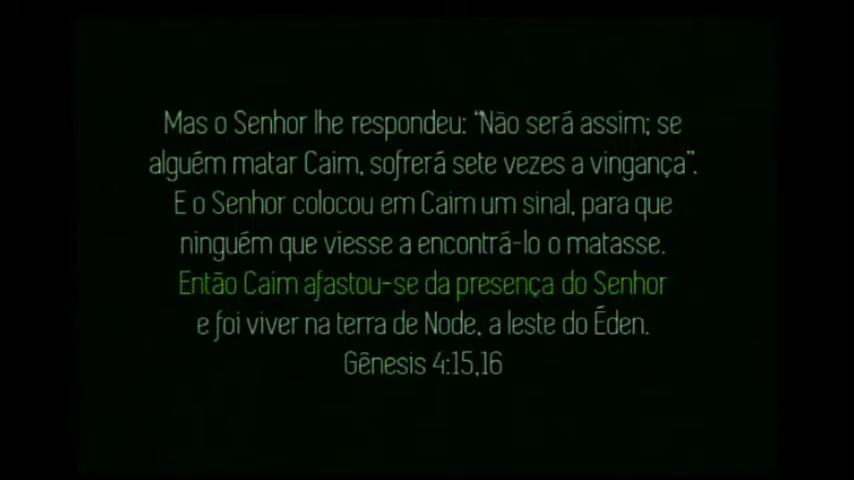 Mas o Senhor lhe respondeu: "Não será assim; se
alguém matar Caim, sofrerá sete vezes a vingança".
E o Senhor colocou em Caim um sinal, para que
ninguém que viesse a encontrá-lo o matasse.
Então Caim afastou-se da presença do Senhor
e foi viver na terra de Node, a leste do Éden.
Gênesis 4:15,16